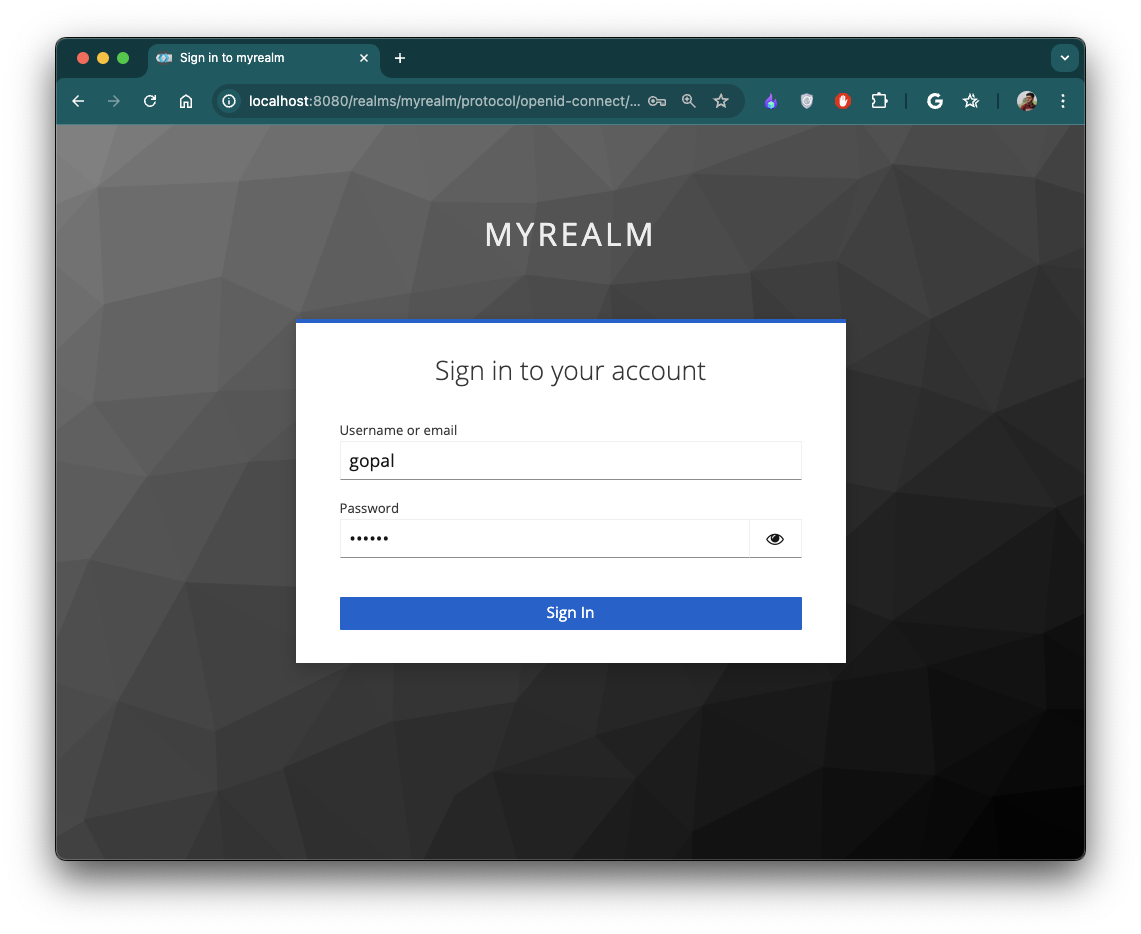 Sign in to myrealm
localhost:8080/realms/myrealm/protocol/openid-connect/...
MYREALM
Sign in to your account
Username or email
gopal
Password
••••••
Sign In